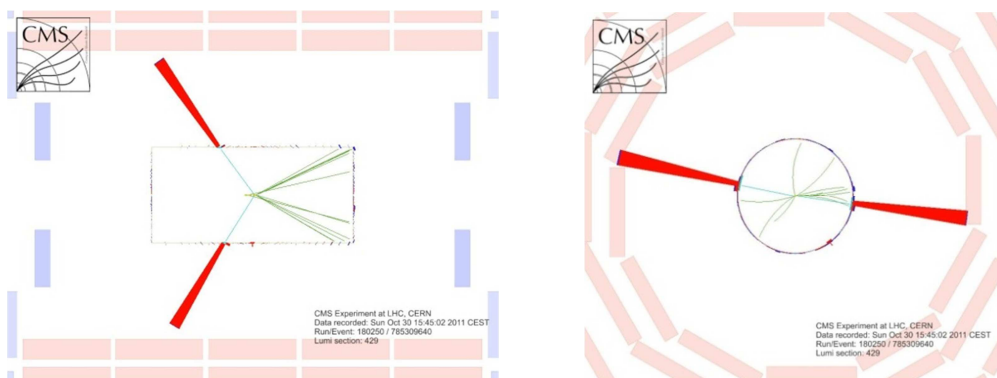 CMS
CMS Experiment at LHC, CERN
Data recorded: Sun Oct 30 15:45:02 2011 CEST
Run/Event: 180250 / 785309640
Lumi section: 429
CMS
CMS Experiment at LHC, CERN
Data recorded: Sun Oct 30 15:45:02 2011 CEST
Run/Event: 180250 / 785309640
Lumi section: 429